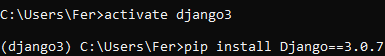 C:\Users\Fer>activate django3
(django3) C:\Users\Fer>pip install Django==3.0.7